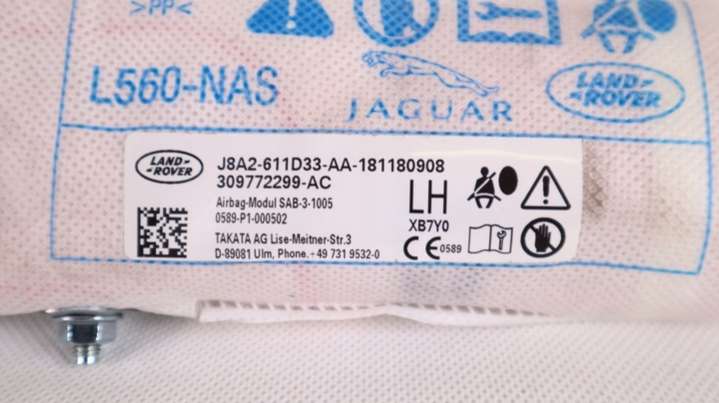 >PP<
L560-NAS
JAGUAR
LAND-
-ROVER
LAND-
-ROVER
J8A2-611D33-AA-181180908
309772299-AC
Airbag-Modul SAB-3-1005
0589-P1-000502
TAKATA AG Lise-Meitner-Str.3
D-89081 Ulm, Phone.+49 731 9532-0
LH
XB7Y0
CE 0589